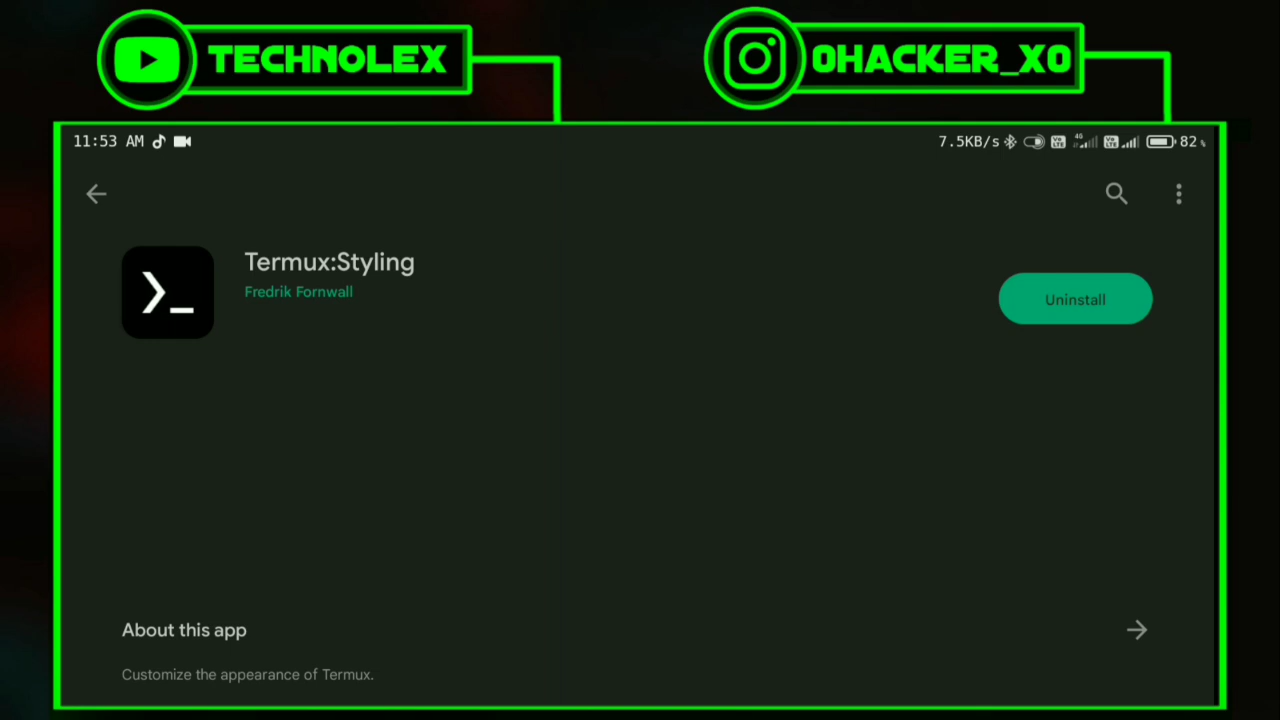 TECHNOLEX
0HACKER_X0
11:53 AM
7.5KB/s 4G 82%
Termux:Styling
Fredrik Fornwall
Uninstall
About this app
Customize the appearance of Termux.